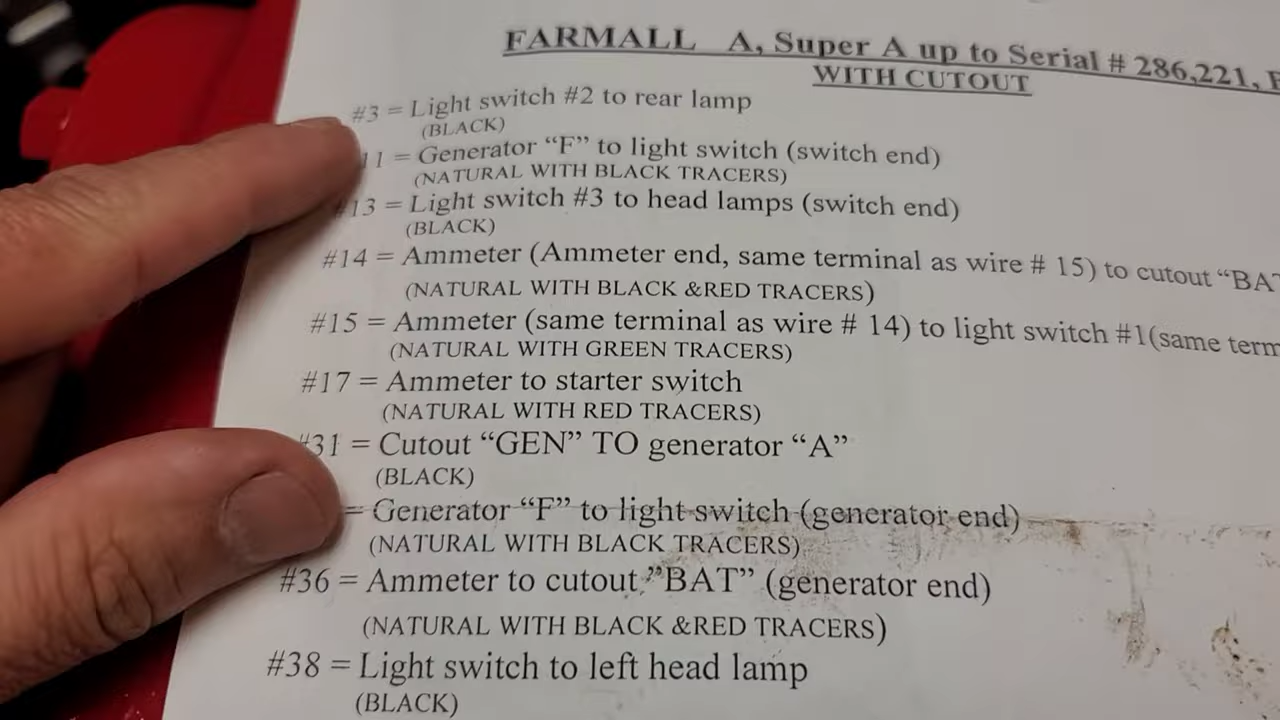 FARMALL A, Super A up to Serial # 286,221,
WITH CUTOUT
#3 = Light switch #2 to rear lamp
(BLACK)
11 = Generator “F” to light switch (switch end)
(NATURAL WITH BLACK TRACERS)
#13 = Light switch #3 to head lamps (switch end)
(BLACK)
#14 = Ammeter (Ammeter end, same terminal as wire # 15) to cutout “BA
(NATURAL WITH BLACK &RED TRACERS)
#15 = Ammeter (same terminal as wire # 14) to light switch #1(same term
(NATURAL WITH GREEN TRACERS)
#17 = Ammeter to starter switch
(NATURAL WITH RED TRACERS)
#31 = Cutout “GEN” TO generator “A”
(BLACK)
= Generator “F” to light switch (generator end)
(NATURAL WITH BLACK TRACERS)
#36 = Ammeter to cutout ”BAT” (generator end)
(NATURAL WITH BLACK &RED TRACERS)
#38 = Light switch to left head lamp
(BLACK)